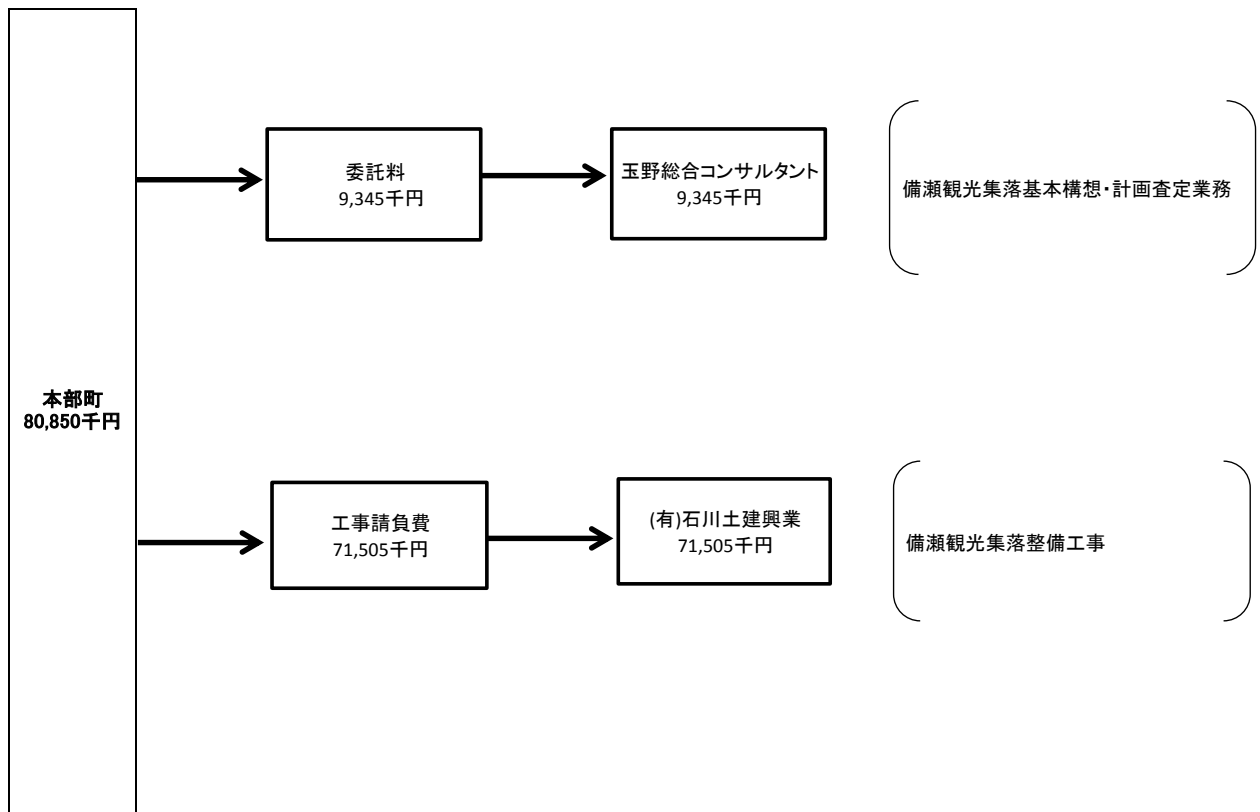 本部町
80,850千円
委託料
9,345千円
玉野総合コンサルタント
9,345千円
備瀬観光集落基本構想・計画査定業務
工事請負費
71,505千円
(有)石川土建興業
71,505千円
備瀬観光集落整備工事